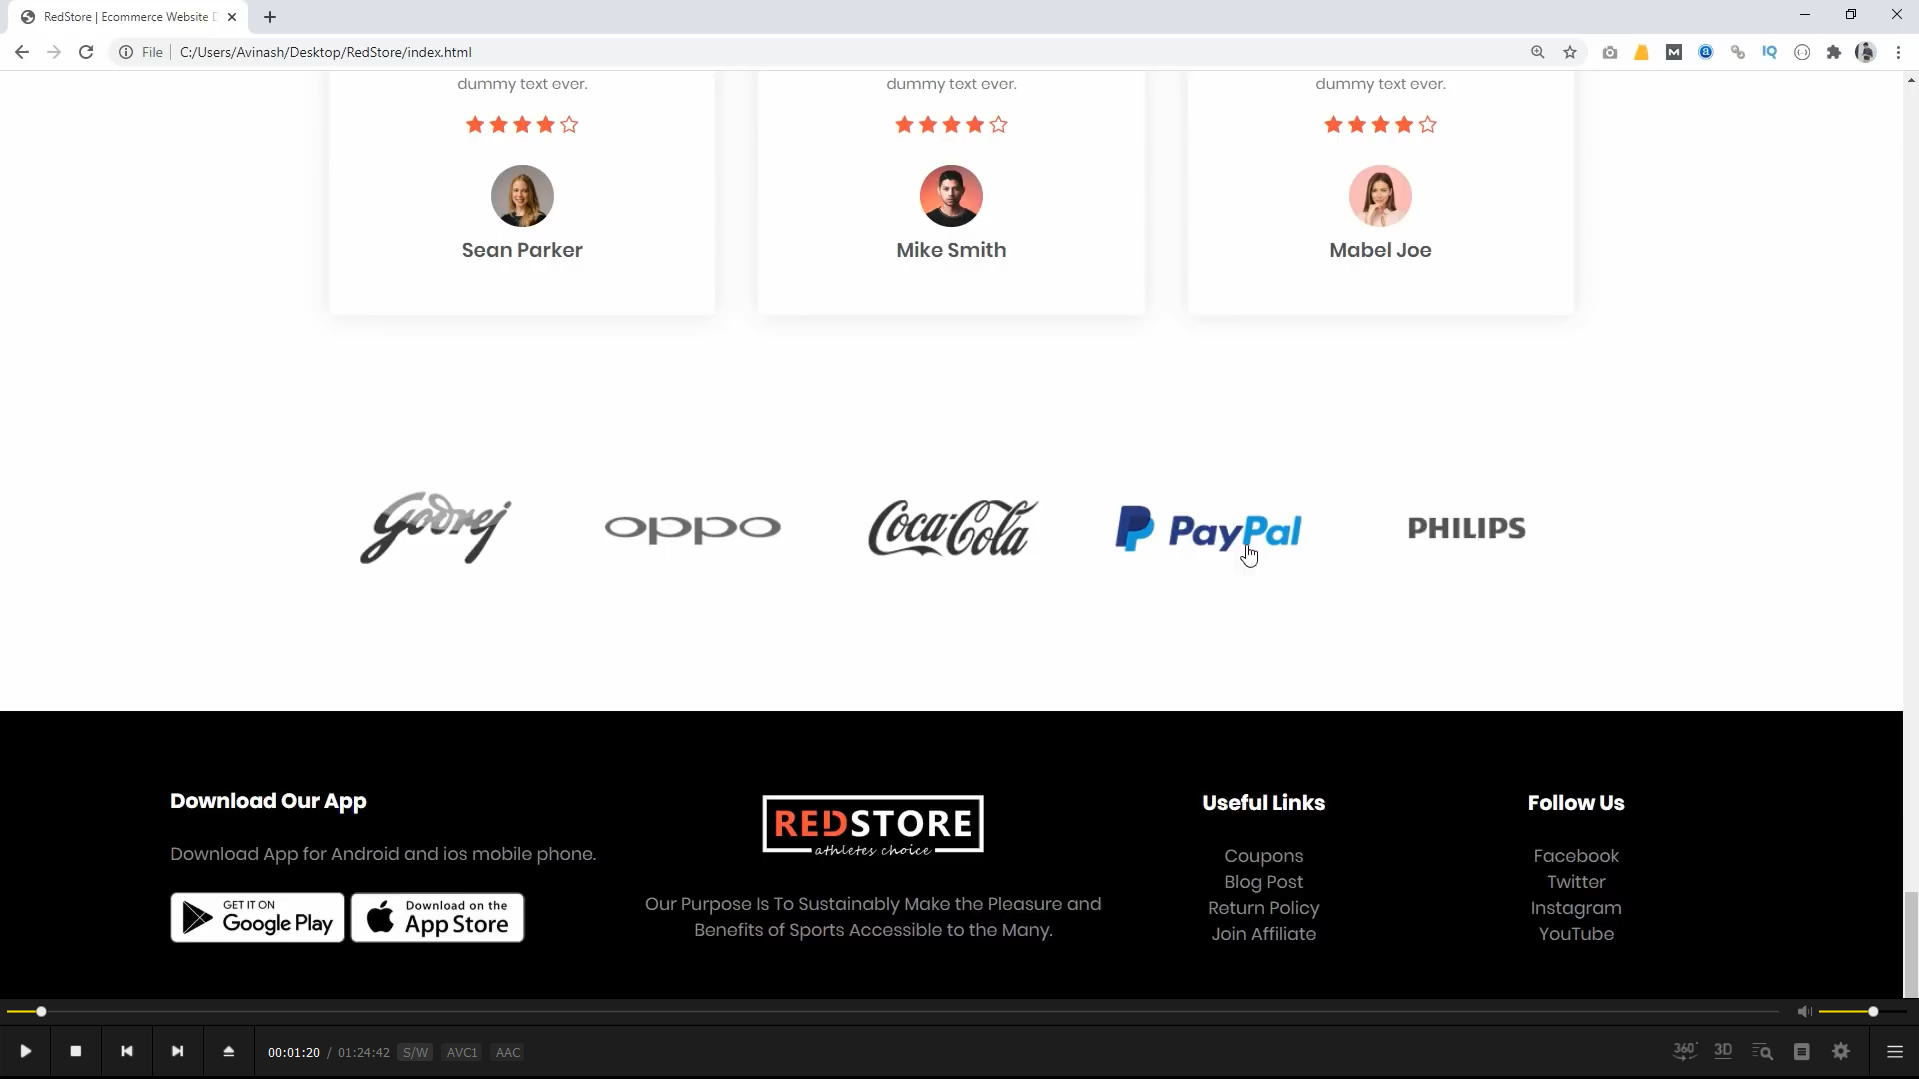 RedStore | Ecommerce Website D
File
C:/Users/Avinash/Desktop/RedStore/index.html
dummy text ever.
dummy text ever.
dummy text ever.
Sean Parker
Mike Smith
Mabel Joe
Godrej
oppo
Coca-Cola
PayPal
PHILIPS
Download Our App
Download App for Android and ios mobile phone.
GET IT ON
Google Play
Download on the
App Store
REDSTORE
athletes choice
Our Purpose Is To Sustainably Make the Pleasure and
Benefits of Sports Accessible to the Many.
Useful Links
Coupons
Blog Post
Return Policy
Join Affiliate
Follow Us
Facebook
Twitter
Instagram
YouTube
00:01:20 / 01:24:42 S/W AVC1 AAC
360° 3D